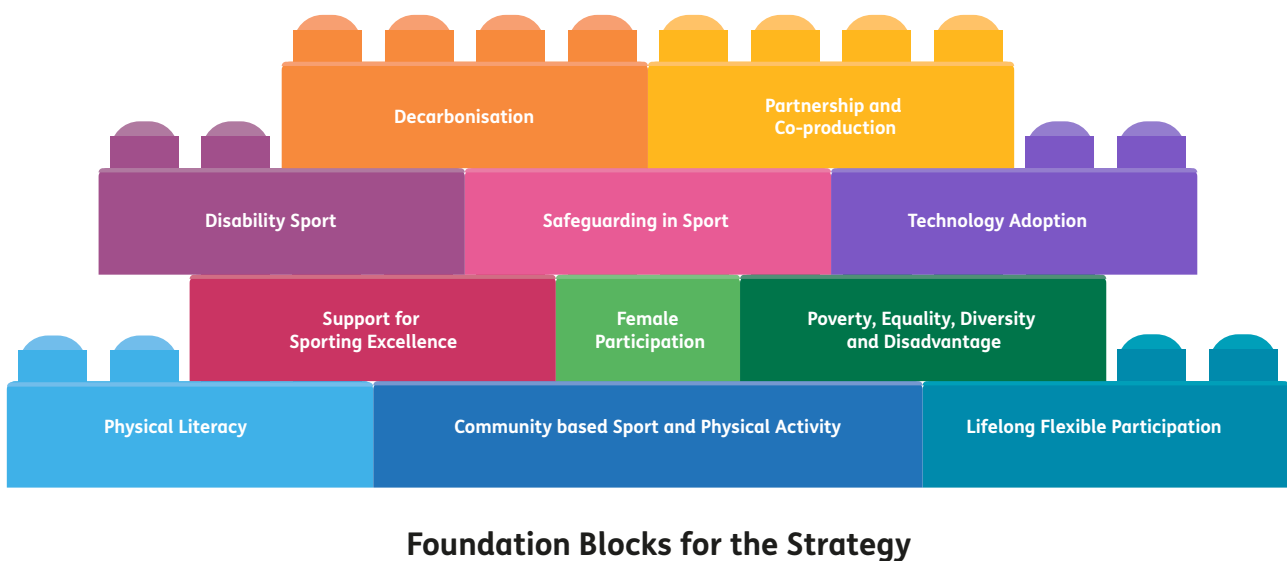 Decarbonisation
Partnership and
Co-production
Disability Sport
Safeguarding in Sport
Technology Adoption
Support for
Sporting Excellence
Female
Participation
Poverty, Equality, Diversity
and Disadvantage
Physical Literacy
Community based Sport and Physical Activity
Lifelong Flexible Participation
Foundation Blocks for the Strategy